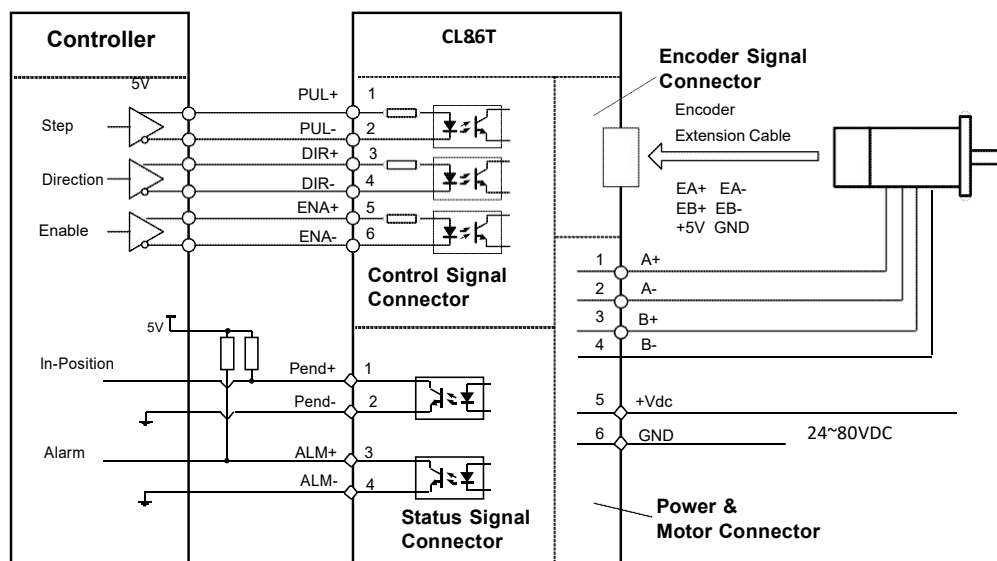 Controller
CL86T
5V
Step
PUL+ 1
PUL- 2
Direction
DIR+ 3
DIR- 4
Enable
ENA+ 5
ENA- 6
Control Signal
Connector
Encoder Signal
Connector
Encoder
Extension Cable
EA+ EA-
EB+ EB-
+5V GND
1 A+
2 A-
3 B+
4 B-
5V
In-Position
Pend+ 1
Pend- 2
Alarm
ALM+ 3
ALM- 4
Status Signal
Connector
5 +Vdc
6 GND
24~80VDC
Power &
Motor Connector